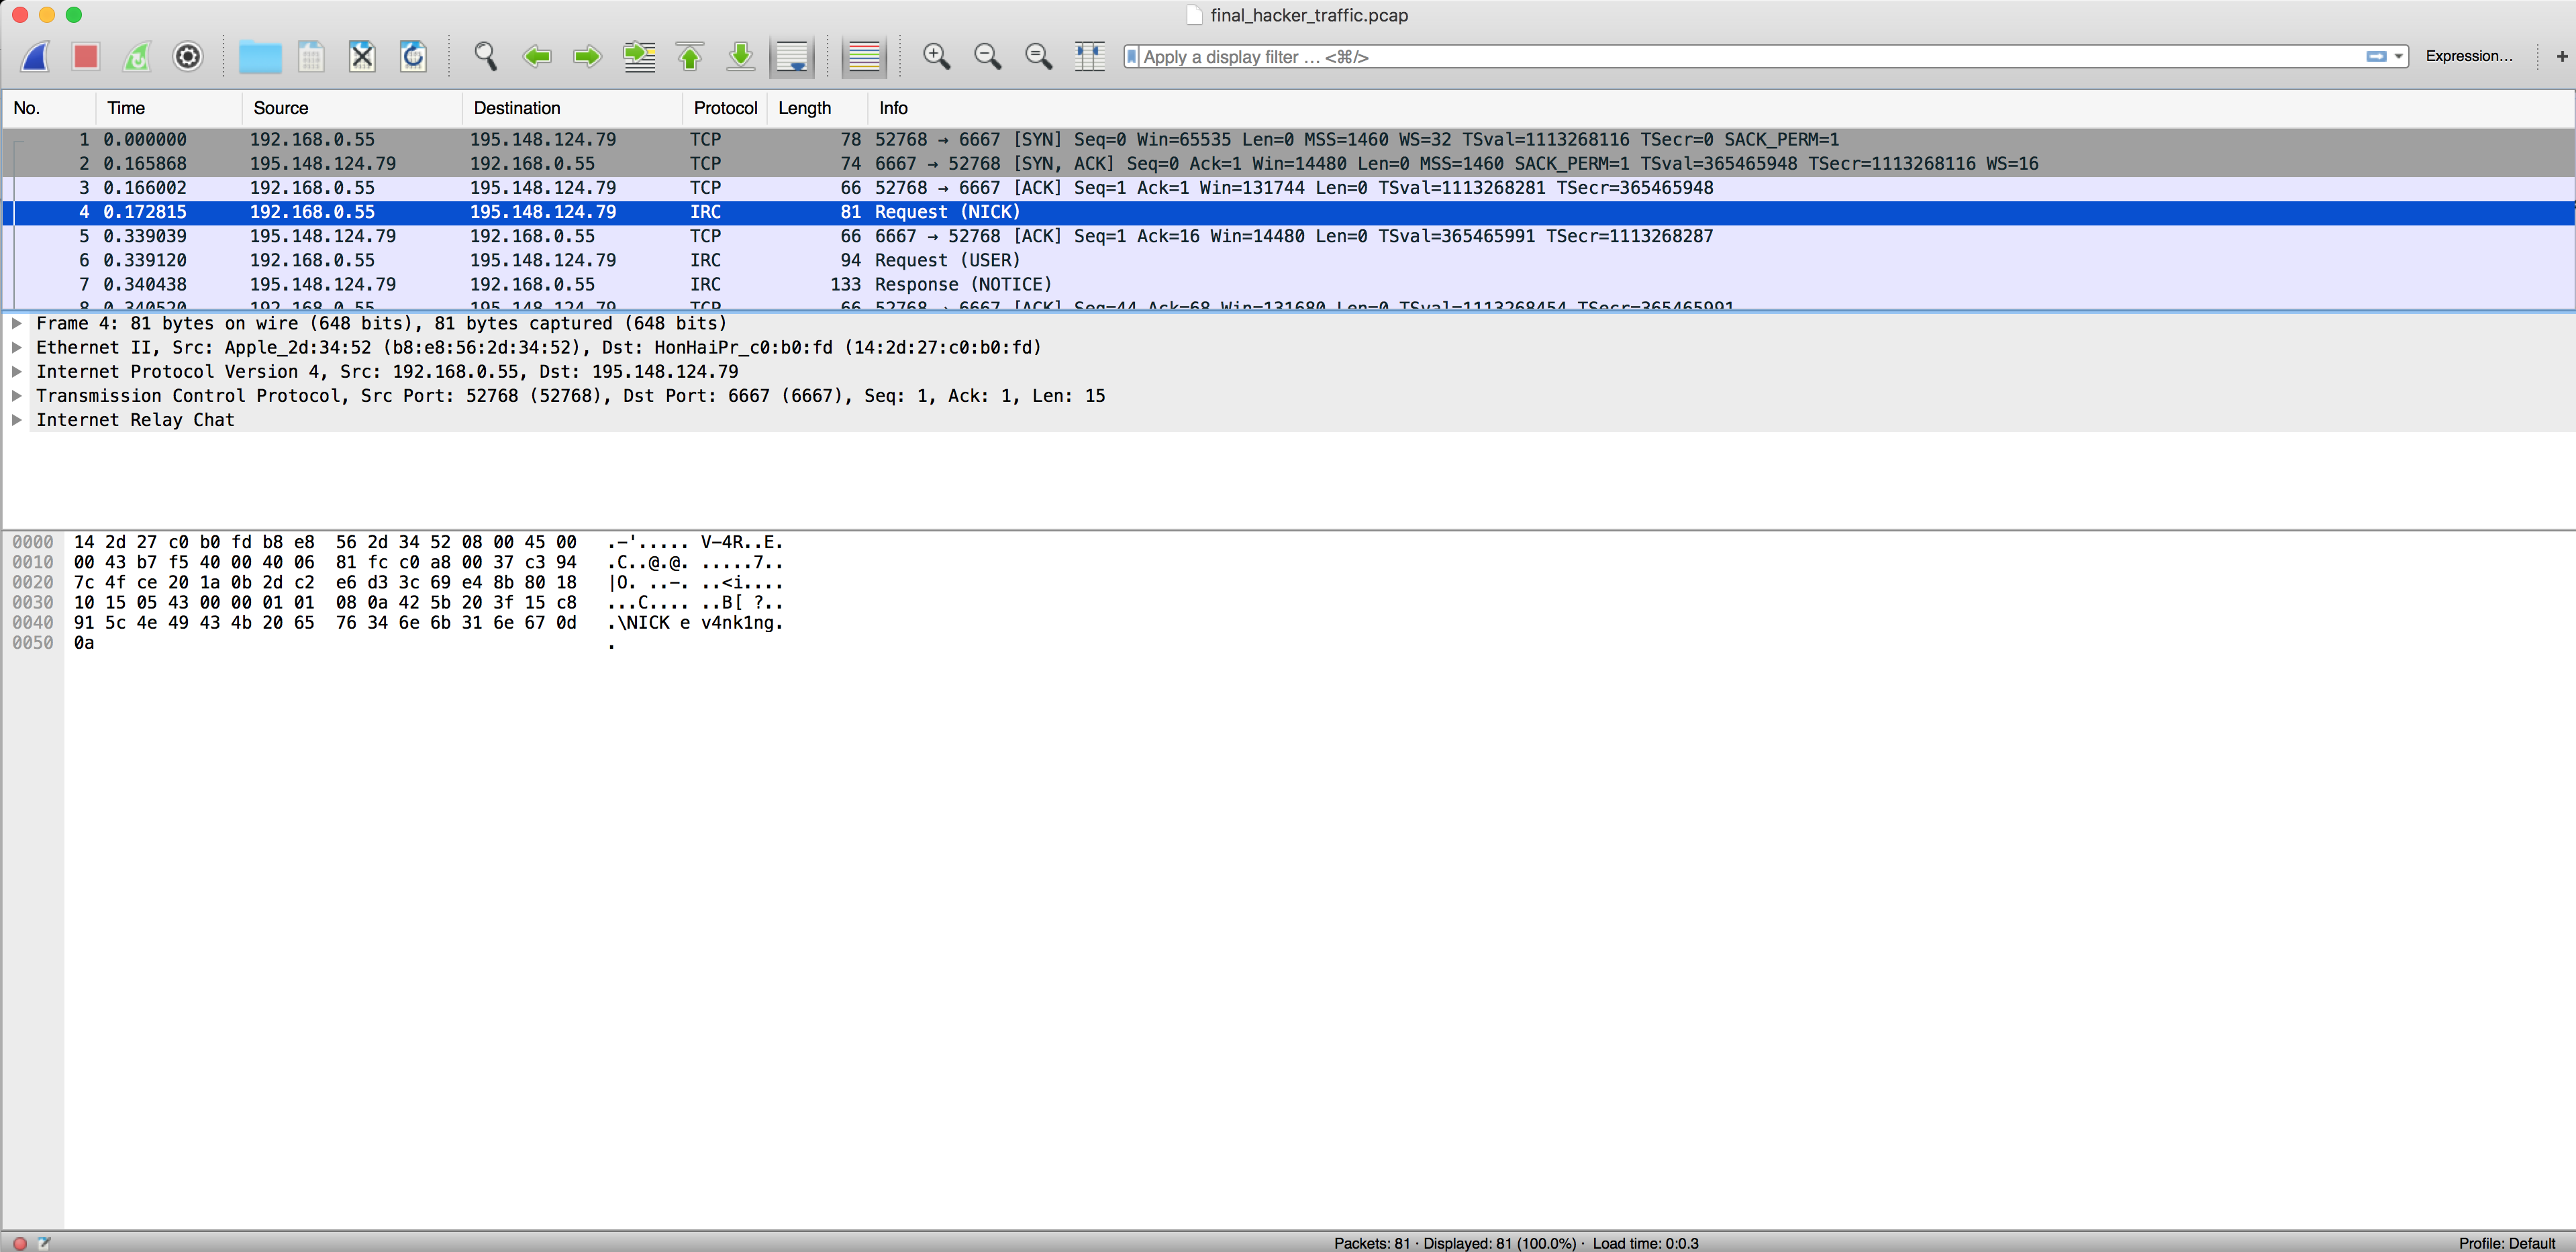 final_hacker_traffic.pcap
Apply a display filter … <⌘/>
Expression…
+
No. Time Source Destination Protocol Length Info
1 0.000000 192.168.0.55 195.148.124.79 TCP 78 52768 → 6667 [SYN] Seq=0 Win=65535 Len=0 MSS=1460 WS=32 TSval=1113268116 TSecr=0 SACK_PERM=1
2 0.165868 195.148.124.79 192.168.0.55 TCP 74 6667 → 52768 [SYN, ACK] Seq=0 Ack=1 Win=14480 Len=0 MSS=1460 SACK_PERM=1 TSval=365465948 TSecr=1113268116 WS=16
3 0.166002 192.168.0.55 195.148.124.79 TCP 66 52768 → 6667 [ACK] Seq=1 Ack=1 Win=131744 Len=0 TSval=1113268281 TSecr=365465948
4 0.172815 192.168.0.55 195.148.124.79 IRC 81 Request (NICK)
5 0.339039 195.148.124.79 192.168.0.55 TCP 66 6667 → 52768 [ACK] Seq=1 Ack=16 Win=14480 Len=0 TSval=365465991 TSecr=1113268287
6 0.339120 192.168.0.55 195.148.124.79 IRC 94 Request (USER)
7 0.340438 195.148.124.79 192.168.0.55 IRC 133 Response (NOTICE)
8 0.340520 192.168.0.55 195.148.124.79 TCP 66 52768 → 6667 [ACK] Seq=44 Ack=68 Win=131680 Len=0 TSval=1113268454 TSecr=365465991
Frame 4: 81 bytes on wire (648 bits), 81 bytes captured (648 bits)
Ethernet II, Src: Apple_2d:34:52 (b8:e8:56:2d:34:52), Dst: HonHaiPr_c0:b0:fd (14:2d:27:c0:b0:fd)
Internet Protocol Version 4, Src: 192.168.0.55, Dst: 195.148.124.79
Transmission Control Protocol, Src Port: 52768 (52768), Dst Port: 6667 (6667), Seq: 1, Ack: 1, Len: 15
Internet Relay Chat
0000 14 2d 27 c0 b0 fd b8 e8 56 2d 34 52 08 00 45 00 .-'..... V-4R..E.
0010 00 43 b7 f5 40 00 40 06 81 fc c0 a8 00 37 c3 94 .C..@.@. .....7..
0020 7c 4f ce 20 1a 0b 2d c2 e6 d3 3c 69 e4 8b 80 18 |O. ..-. ..<i....
0030 10 15 05 43 00 00 01 01 08 0a 42 5b 20 3f 15 c8 ...C.... ..B[ ?..
0040 91 5c 4e 49 43 4b 20 65 76 34 6e 6b 31 6e 67 0d .\NICK e v4nk1ng.
0050 0a .
Packets: 81 · Displayed: 81 (100.0%) · Load time: 0:0.3
Profile: Default